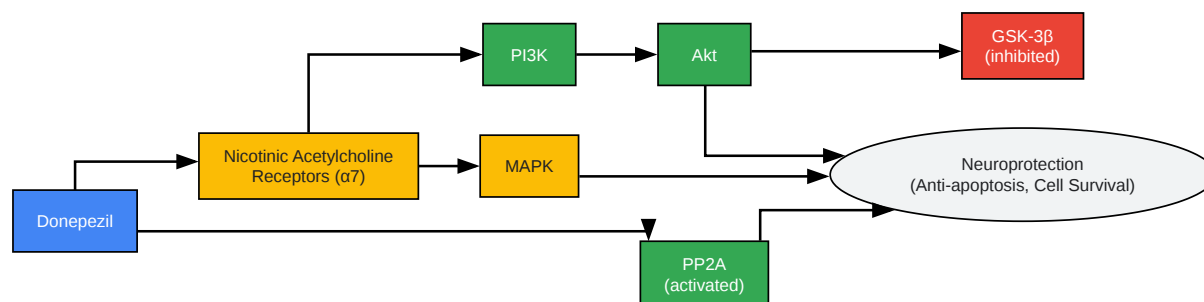 PI3K
Akt
GSK-3β
(inhibited)
Nicotinic Acetylcholine
Receptors (α7)
MAPK
Neuroprotection
(Anti-apoptosis, Cell Survival)
Donepezil
PP2A
(activated)